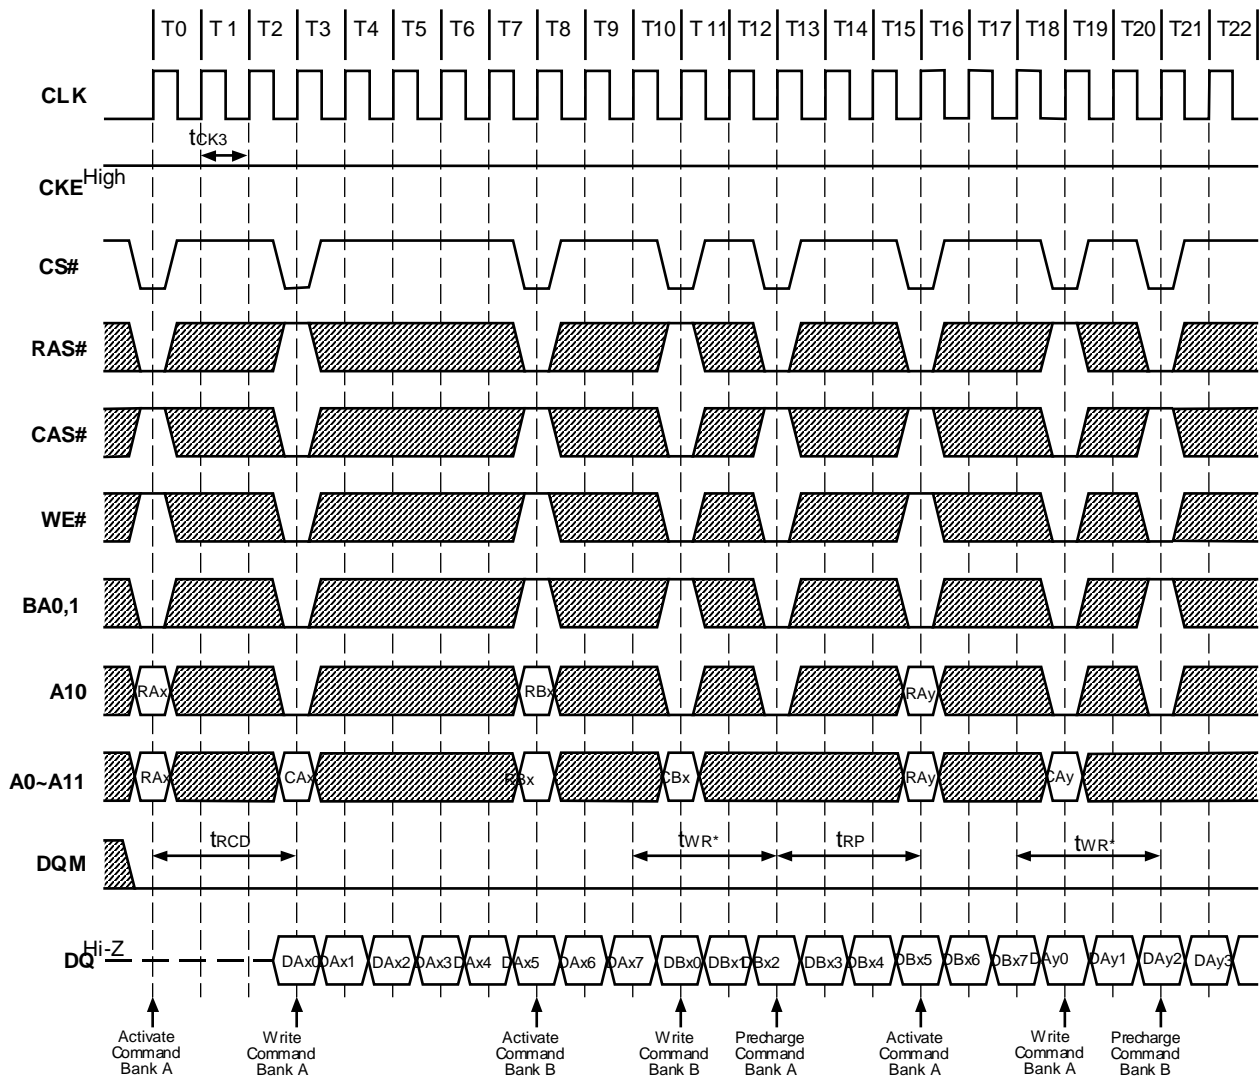 T0 T1 T2 T3 T4 T5 T6 T7 T8 T9 T10 T11 T12 T13 T14 T15 T16 T17 T18 T19 T20 T21 T22
CLK
tCK3
CKE High
CS#
RAS#
CAS#
WE#
BA0,1
A10 RAx RBx RAy
A0~A11 RAx CAx RBx CBx RAy CAy
DQM tRCD tWR* tRP tWR*
DQ Hi-Z DAx0 DAx1 DAx2 DAx3 DAx4 DAx5 DAx6 DAx7 DBx0 DBx1 DBx2 DBx3 DBx4 DBx5 DBx6 DBx7 DAy0 DAy1 DAy2 DAy3
Activate
Command
Bank A
Write
Command
Bank A
Activate
Command
Bank B
Write
Command
Bank B
Precharge
Command
Bank A
Activate
Command
Bank A
Write
Command
Bank A
Precharge
Command
Bank B